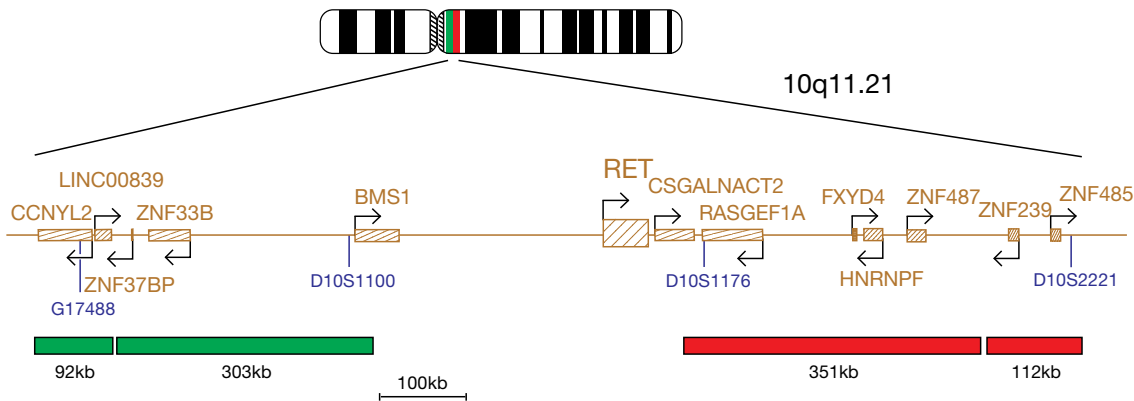 10q11.21
RET
LINC00839
CSGALNACT2
CCNYL2
ZNF33B
BMS1
RASGEF1A
FXYD4
ZNF487
ZNF239
ZNF485
ZNF37BP
HNRNPF
G17488
D10S1100
D10S1176
D10S2221
92kb
303kb
351kb
112kb
100kb